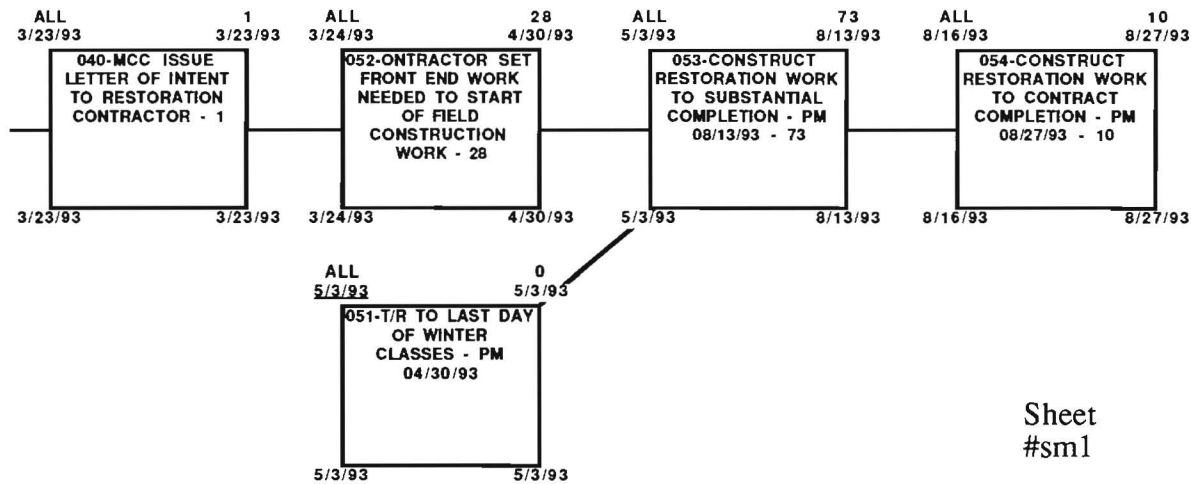 ALL 1
3/23/93 3/23/93
040-MCC ISSUE
LETTER OF INTENT
TO RESTORATION
CONTRACTOR - 1
3/23/93 3/23/93
ALL 28
3/24/93 4/30/93
052-ONTRACTOR SET
FRONT END WORK
NEEDED TO START
OF FIELD
CONSTRUCTION
WORK - 28
3/24/93 4/30/93
ALL 73
5/3/93 8/13/93
053-CONSTRUCT
RESTORATION WORK
TO SUBSTANTIAL
COMPLETION - PM
08/13/93 - 73
5/3/93 8/13/93
ALL 10
8/16/93 8/27/93
054-CONSTRUCT
RESTORATION WORK
TO CONTRACT
COMPLETION - PM
08/27/93 - 10
8/16/93 8/27/93
ALL 0
5/3/93 5/3/93
051-T/R TO LAST DAY
OF WINTER
CLASSES - PM
04/30/93
5/3/93 5/3/93
Sheet
#sm1